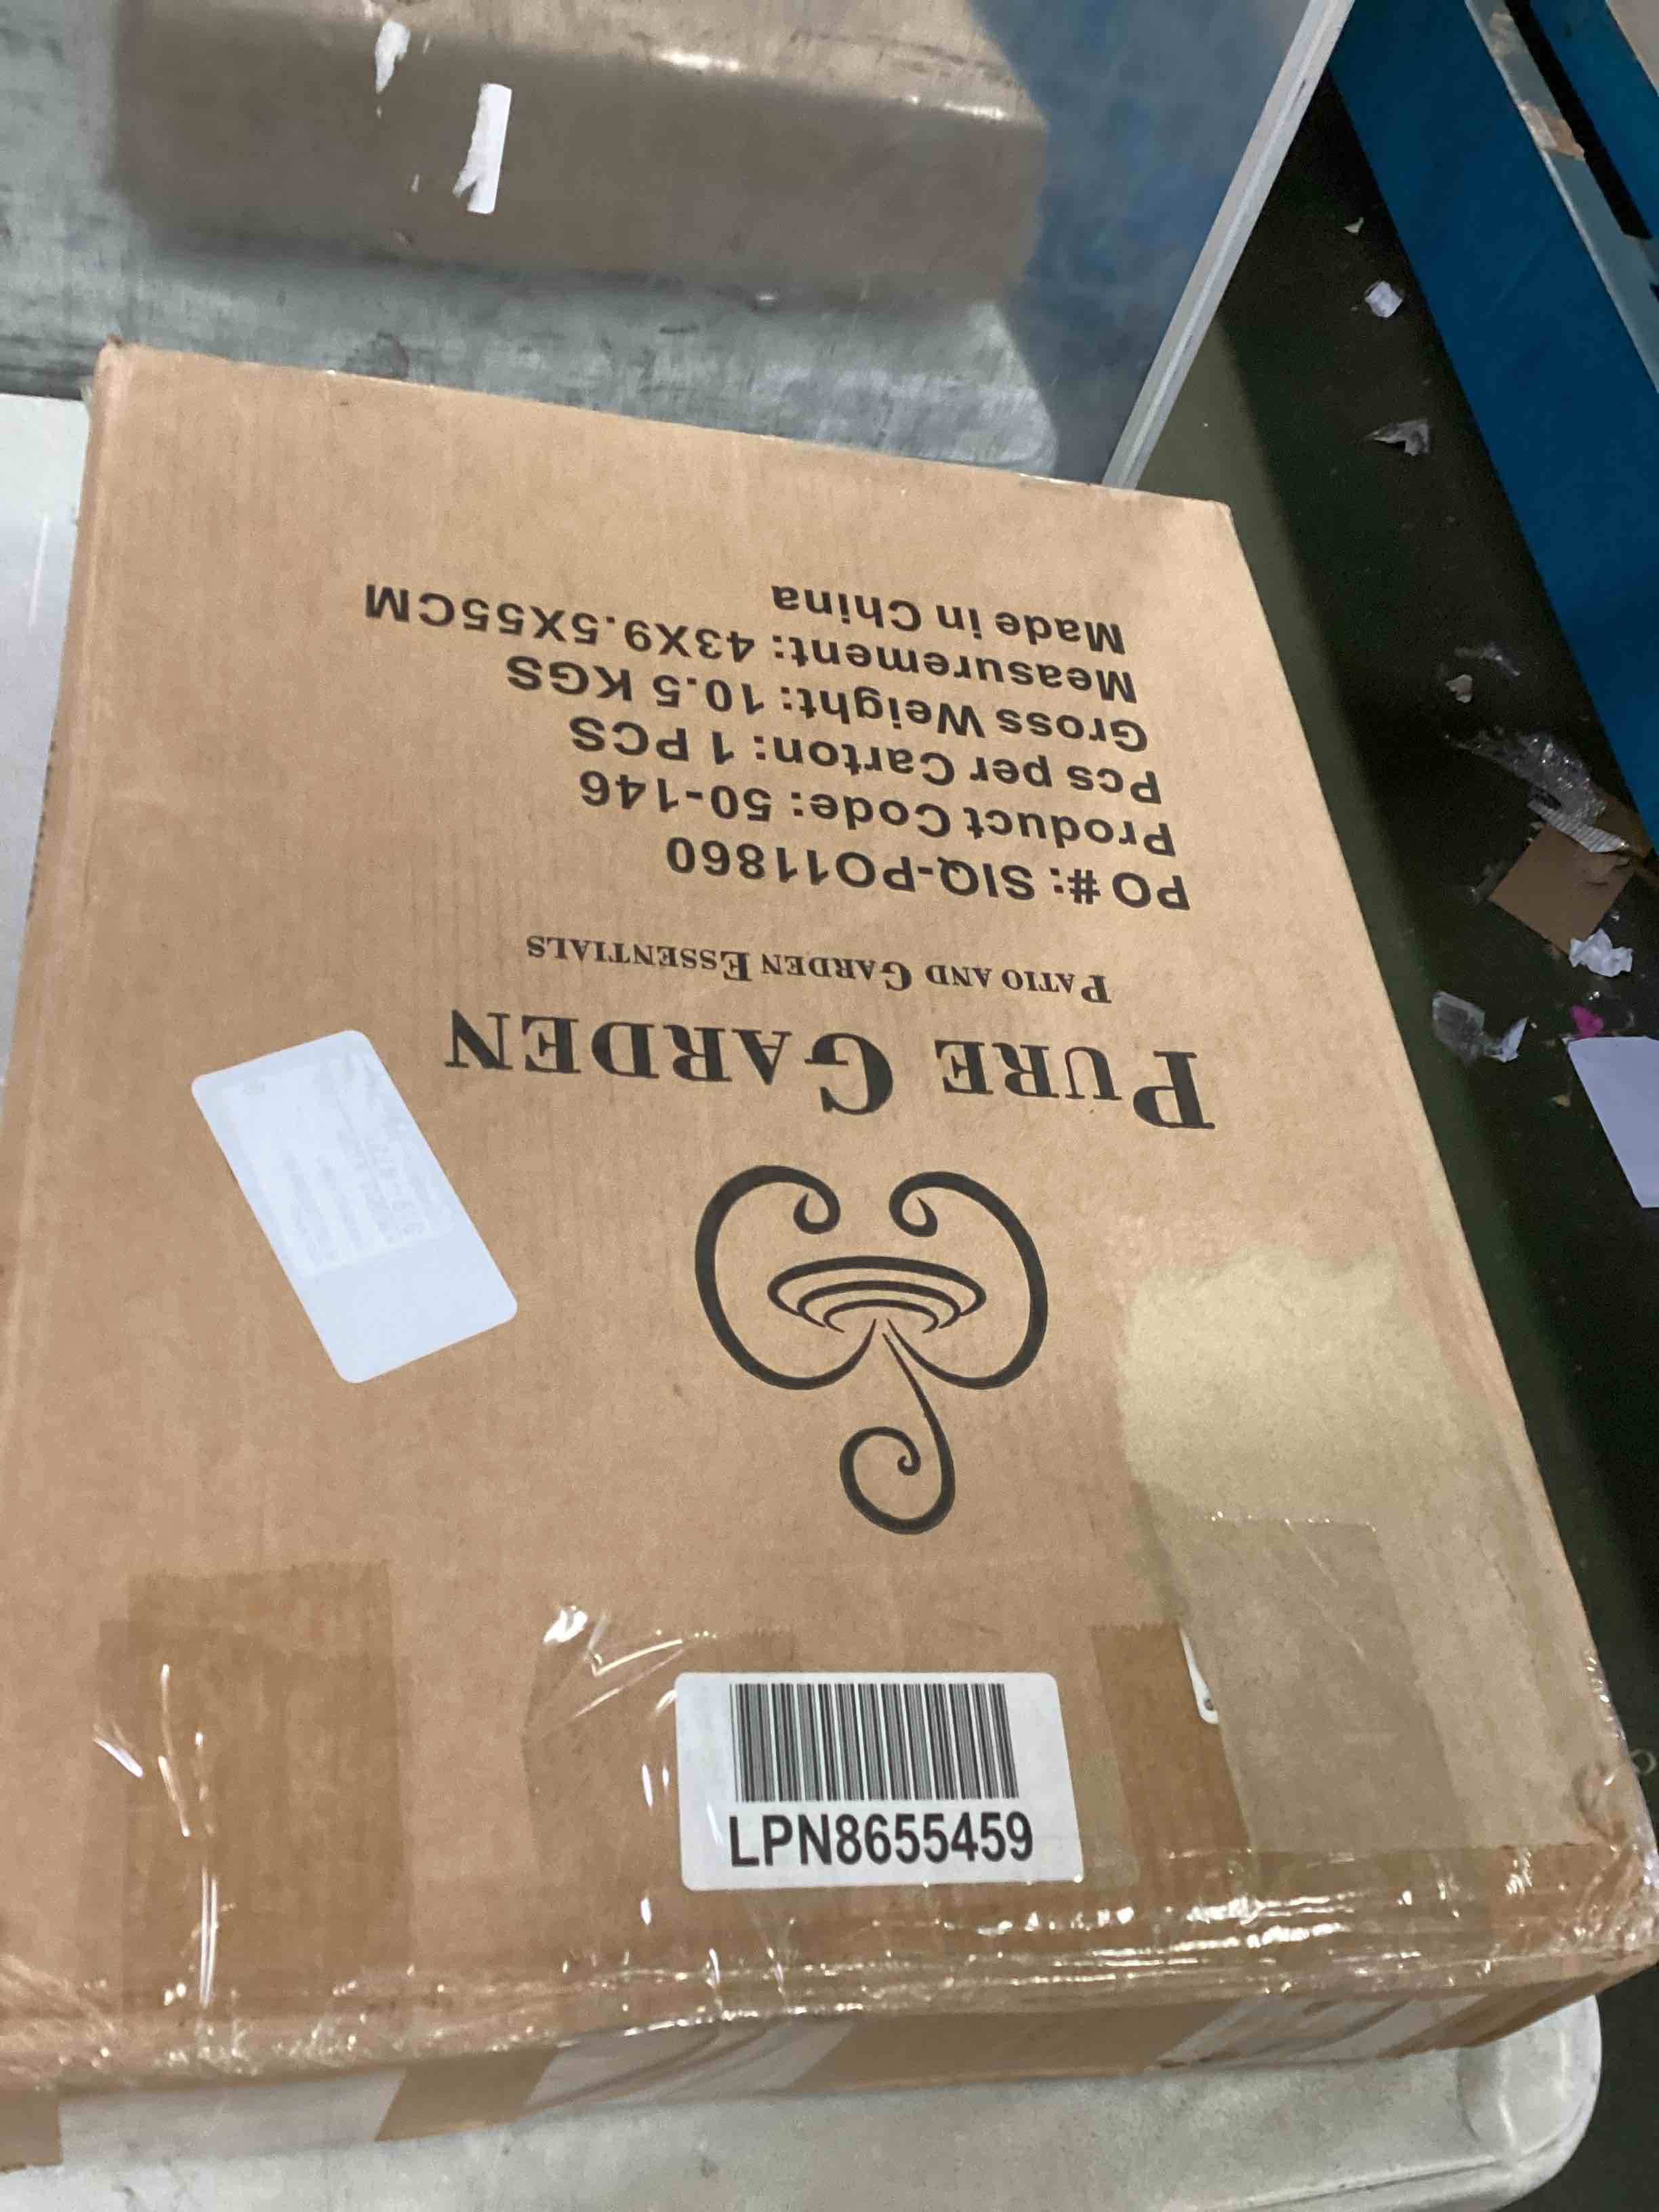 PURE GARDEN
PATIO AND GARDEN ESSENTIALS
PO #: SIQ-PO11860
Product Code: 50-146
Pcs per Carton: 1 PCS
Gross Weight: 10.5 KGS
Measurement: 43X9.5X55CM
Made in China
LPN8655459